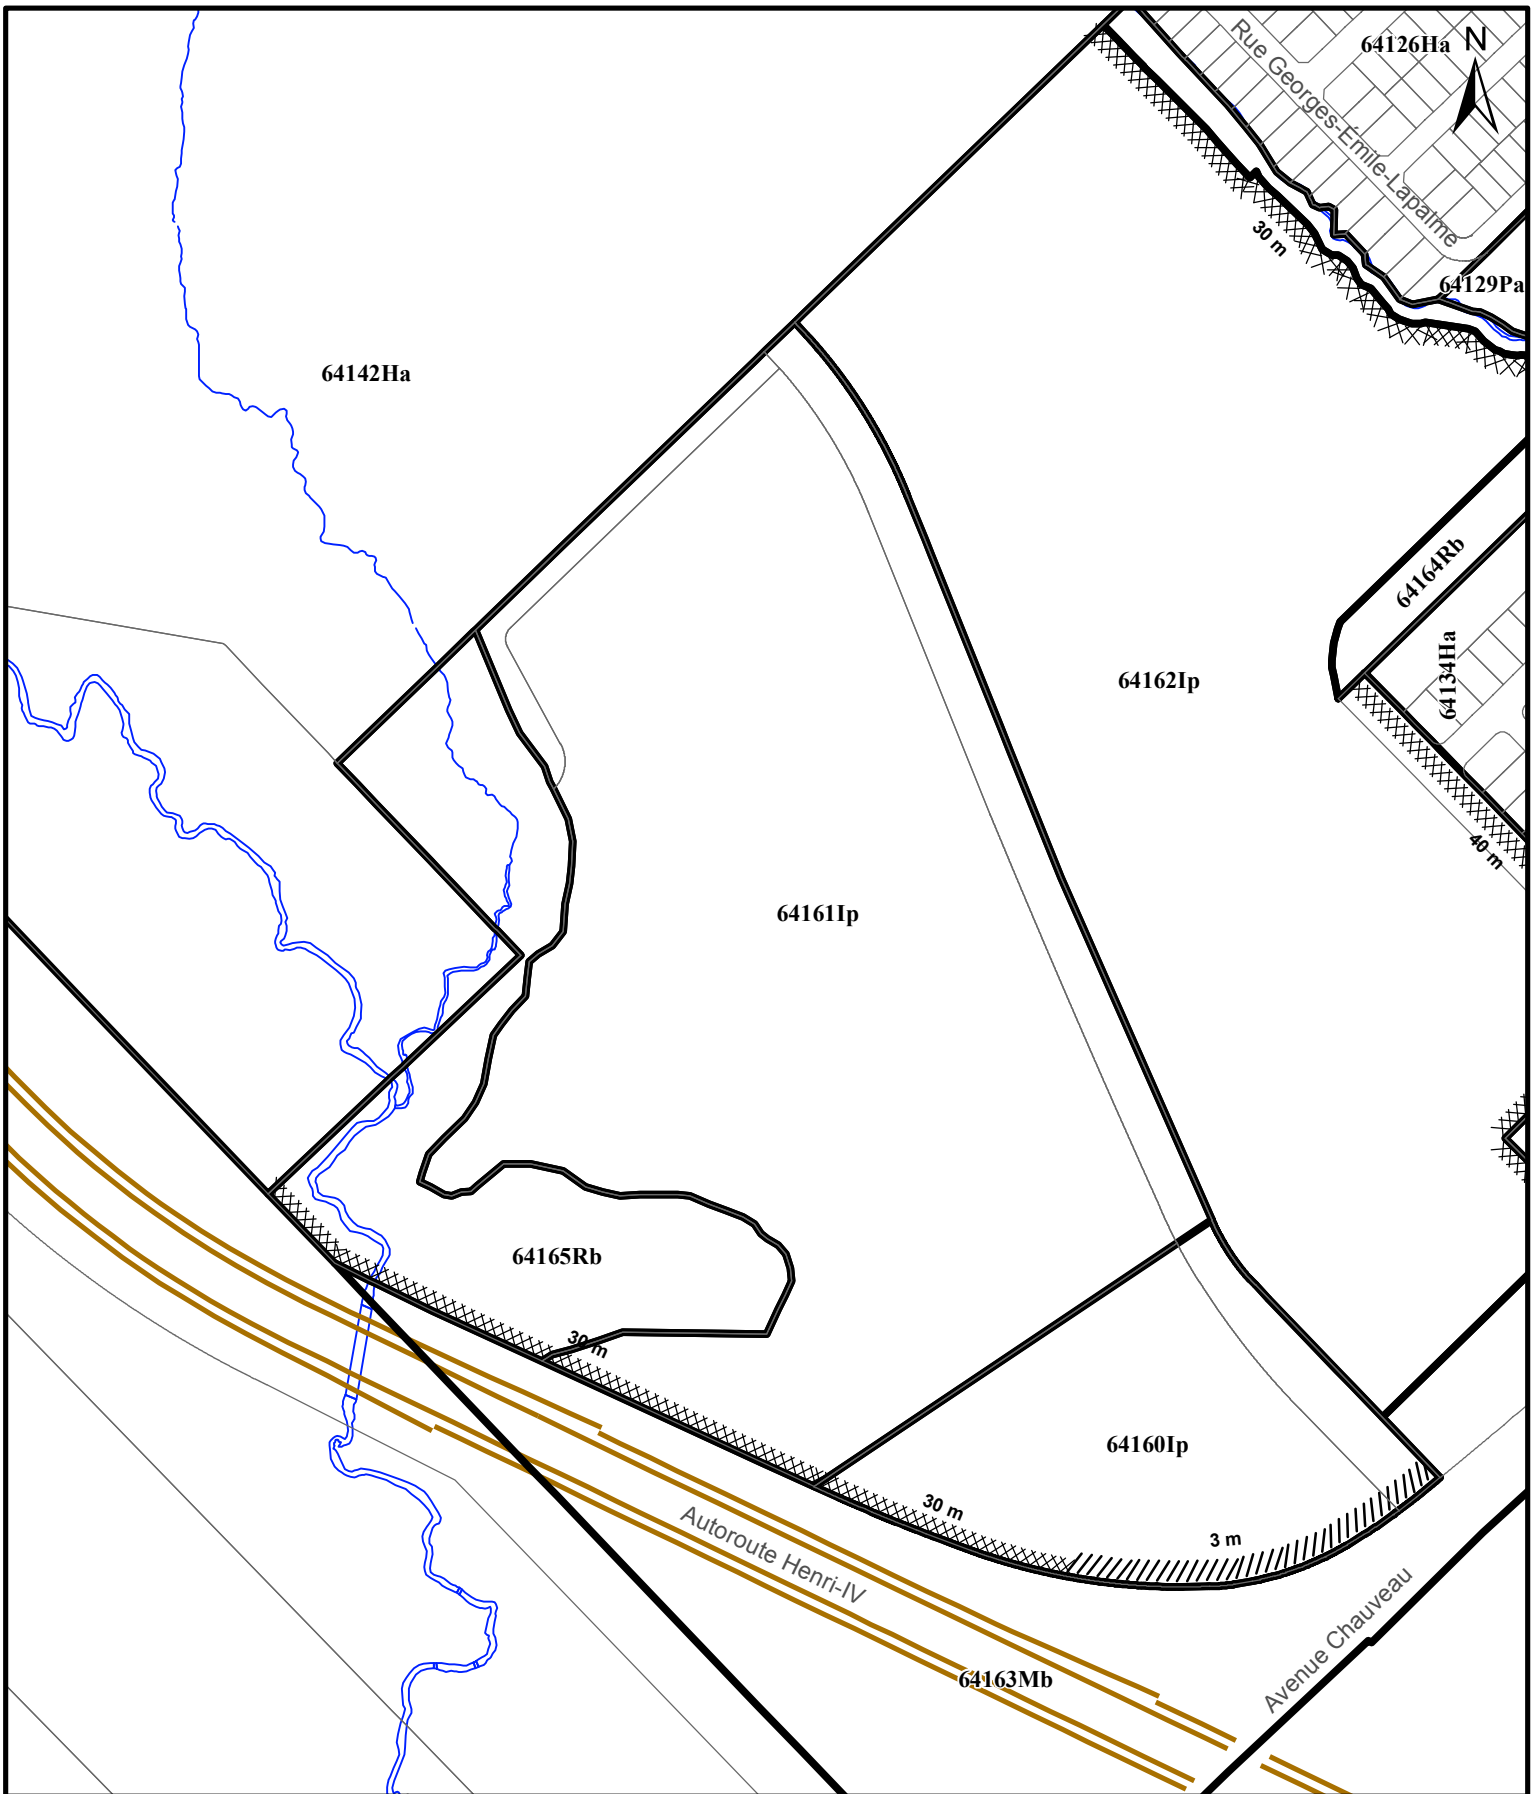 64126Ha
N
Rue Georges-Émile-Lapalme
30 m
64129Pa
64142Ha
64164Rb
64134Ha
64162Ip
40 m
64161Ip
64165Rb
30 m
64160Ip
30 m
3 m
Autoroute Henri-IV
Avenue Chauveau
64163Mb